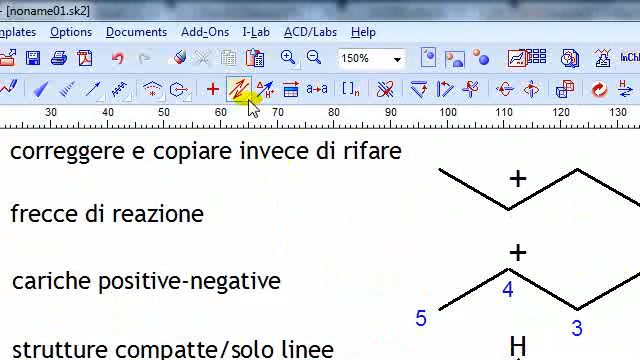 - [noname01.sk2]
mplates Options Documents Add-Ons I-Lab ACD/Labs Help
150% InChI
+ Δ H+ a→a [ ]n
30 40 50 60 70 80 90 100 110 120 130
correggere e copiare invece di rifare
+
frecce di reazione
+
cariche positive-negative
4
5
3
H
strutture compatte/solo linee